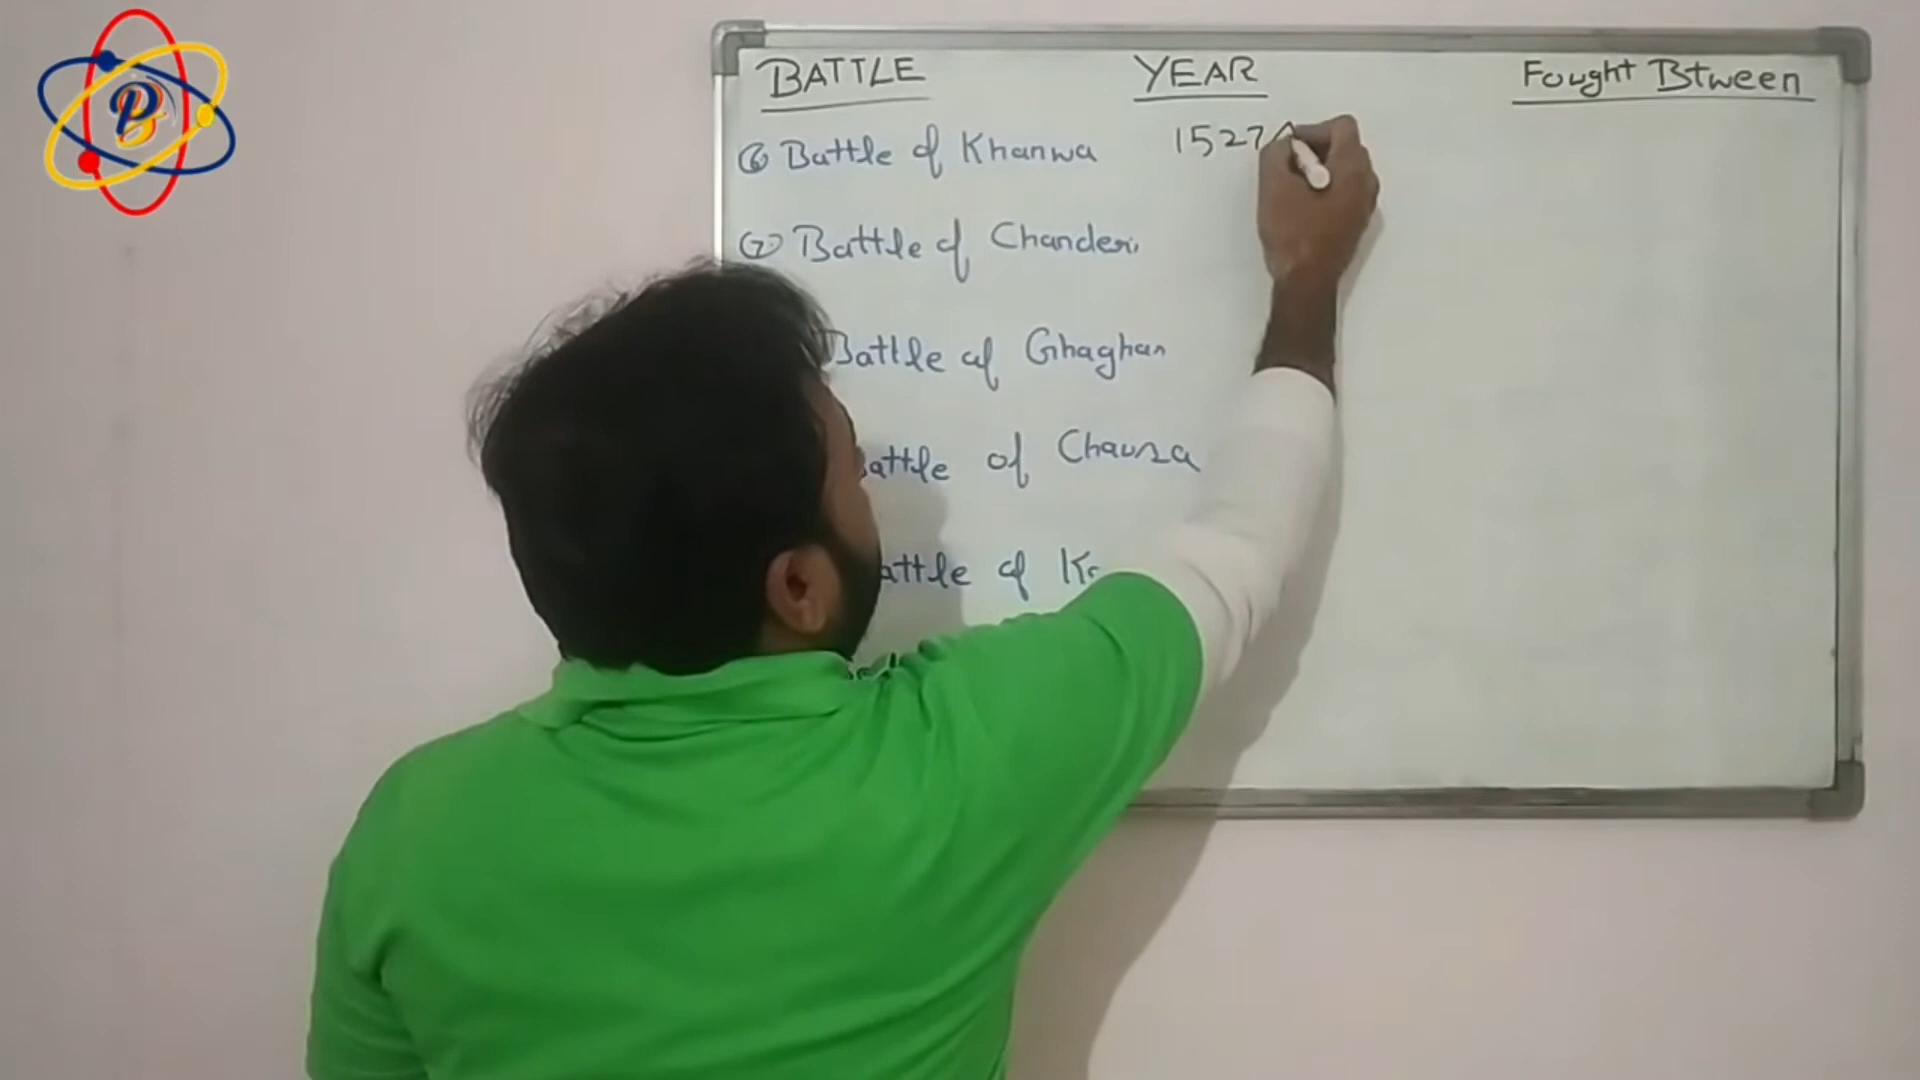 BATTLE YEAR Fought Btween
⑥ Battle of Khanwa 1527
⑦ Battle of Chanderi
Battle of Ghaghan
attle of Chausa
attle of